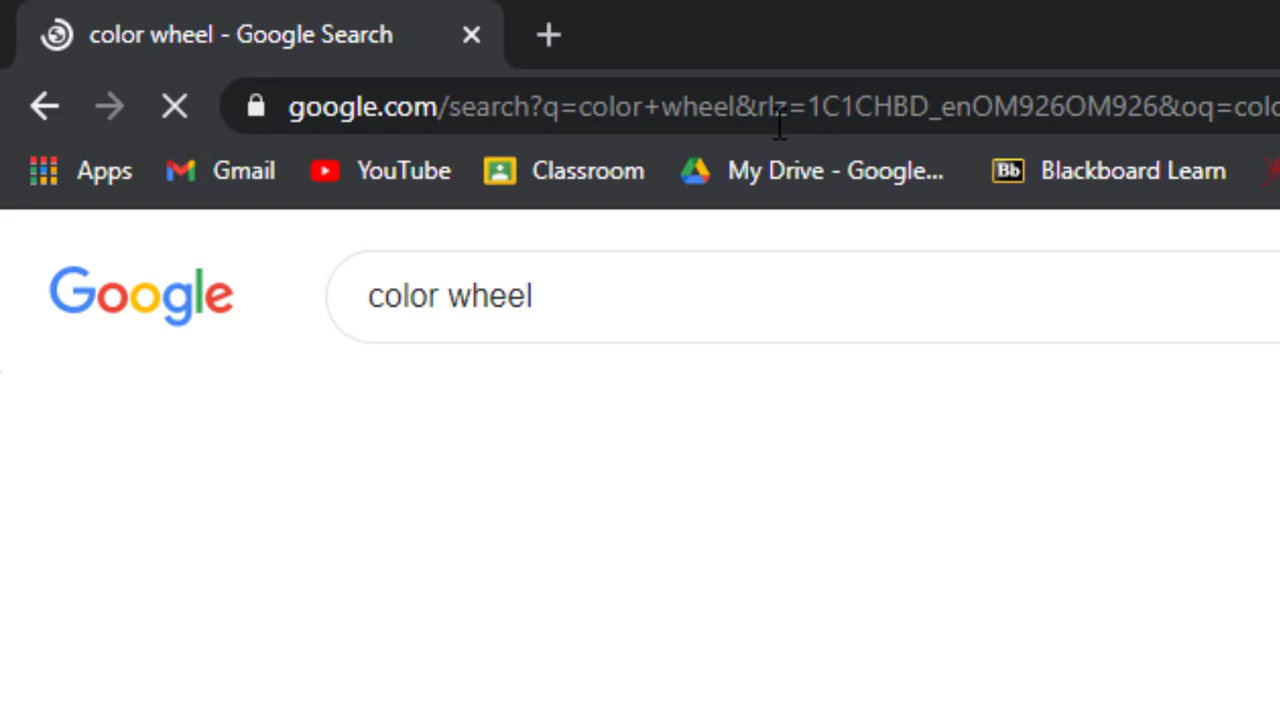 color wheel - Google Search
google.com/search?q=color+wheel&rlz=1C1CHBD_enOM926OM926&oq=colo
Apps Gmail YouTube Classroom My Drive - Google... Bb Blackboard Learn
Google color wheel